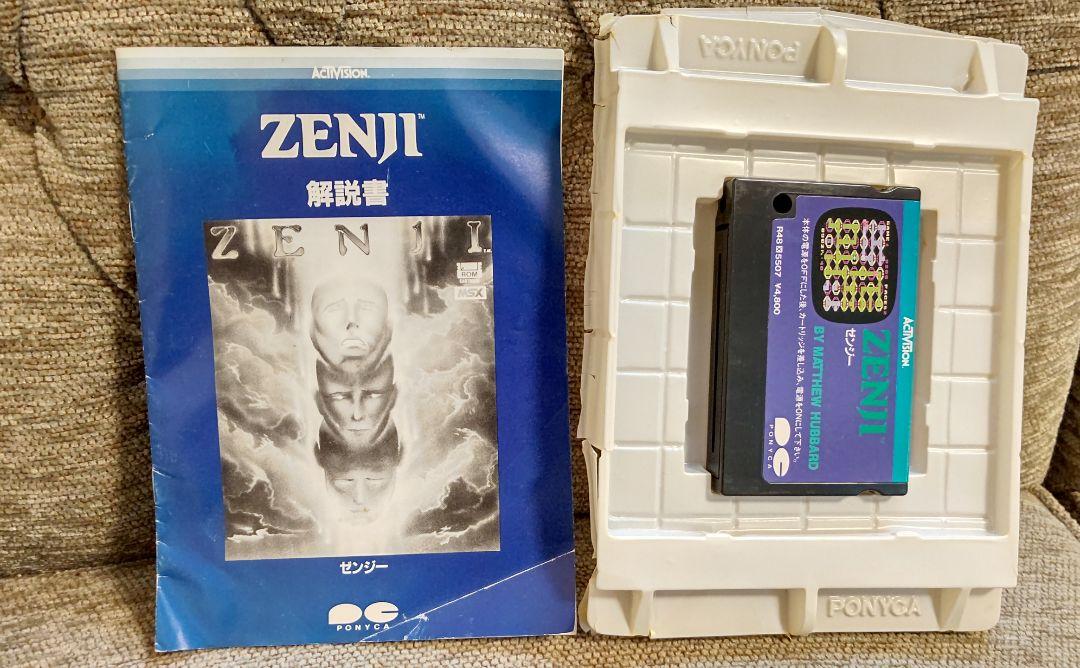 ACTIVISION.
ZENJI™
解説書
ZENJI
ROM
MSX
ゼンジー
PONYCA
PONYCA
ACTIVISION.
ZENJI™
ゼンジー
BY MATTHEW HUBBARD
本体の電源をOFFにした後、カートリッジを差し込み、電源をONにして下さい。
R48X5507 ¥4,800
PONYCA
PONYCA